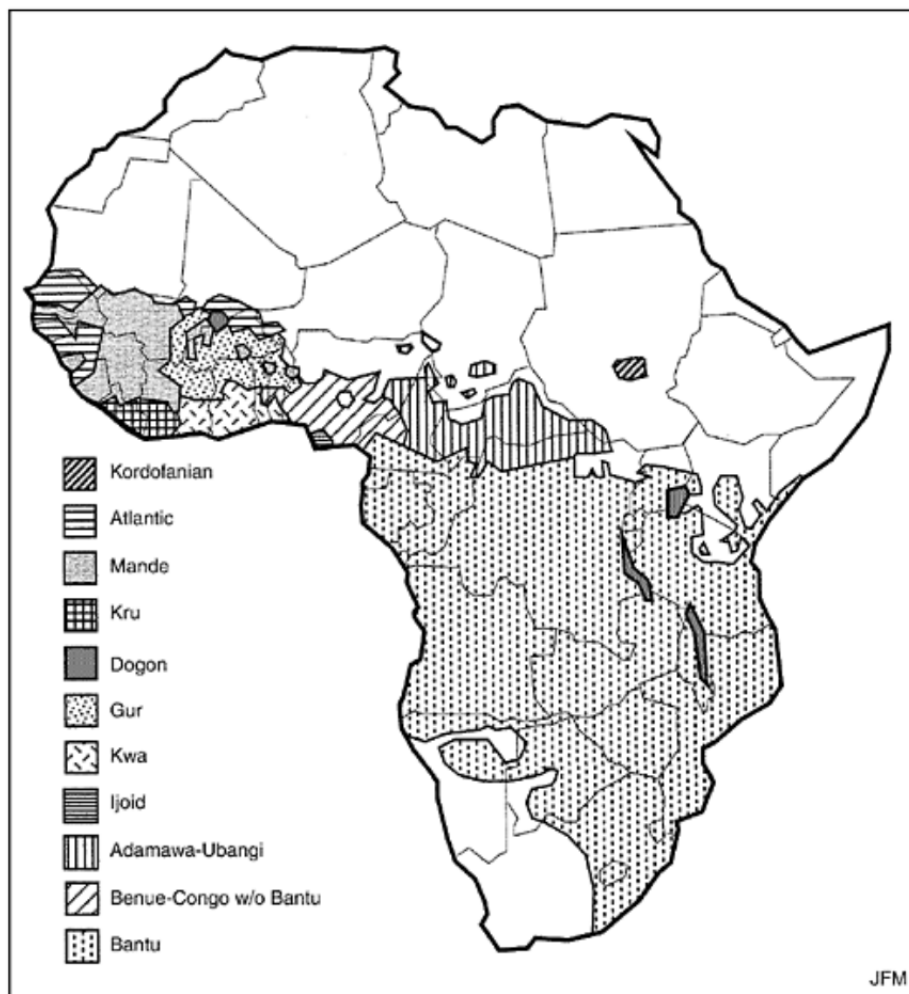 Kordofanian
Atlantic
Mande
Kru
Dogon
Gur
Kwa
Ijoid
Adamawa-Ubangi
Benue-Congo w/o Bantu
Bantu
JFM